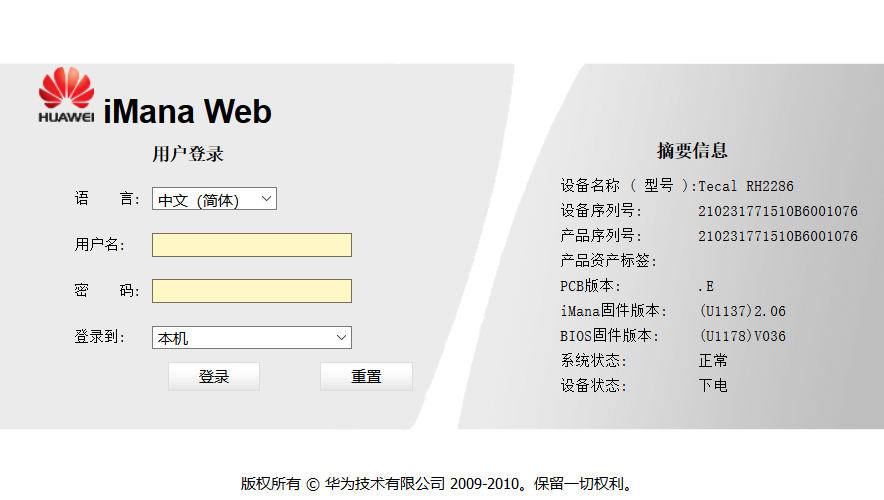 HUAWEI iMana Web
用户登录
语 言: 中文（简体）
用户名:
密 码:
登录到: 本机
登录 重置
摘要信息
设备名称（ 型号 ):Tecal RH2286
设备序列号: 210231771510B6001076
产品序列号: 210231771510B6001076
产品资产标签:
PCB版本: .E
iMana固件版本: (U1137)2.06
BIOS固件版本: (U1178)V036
系统状态: 正常
设备状态: 下电
版权所有 © 华为技术有限公司 2009-2010。保留一切权利。